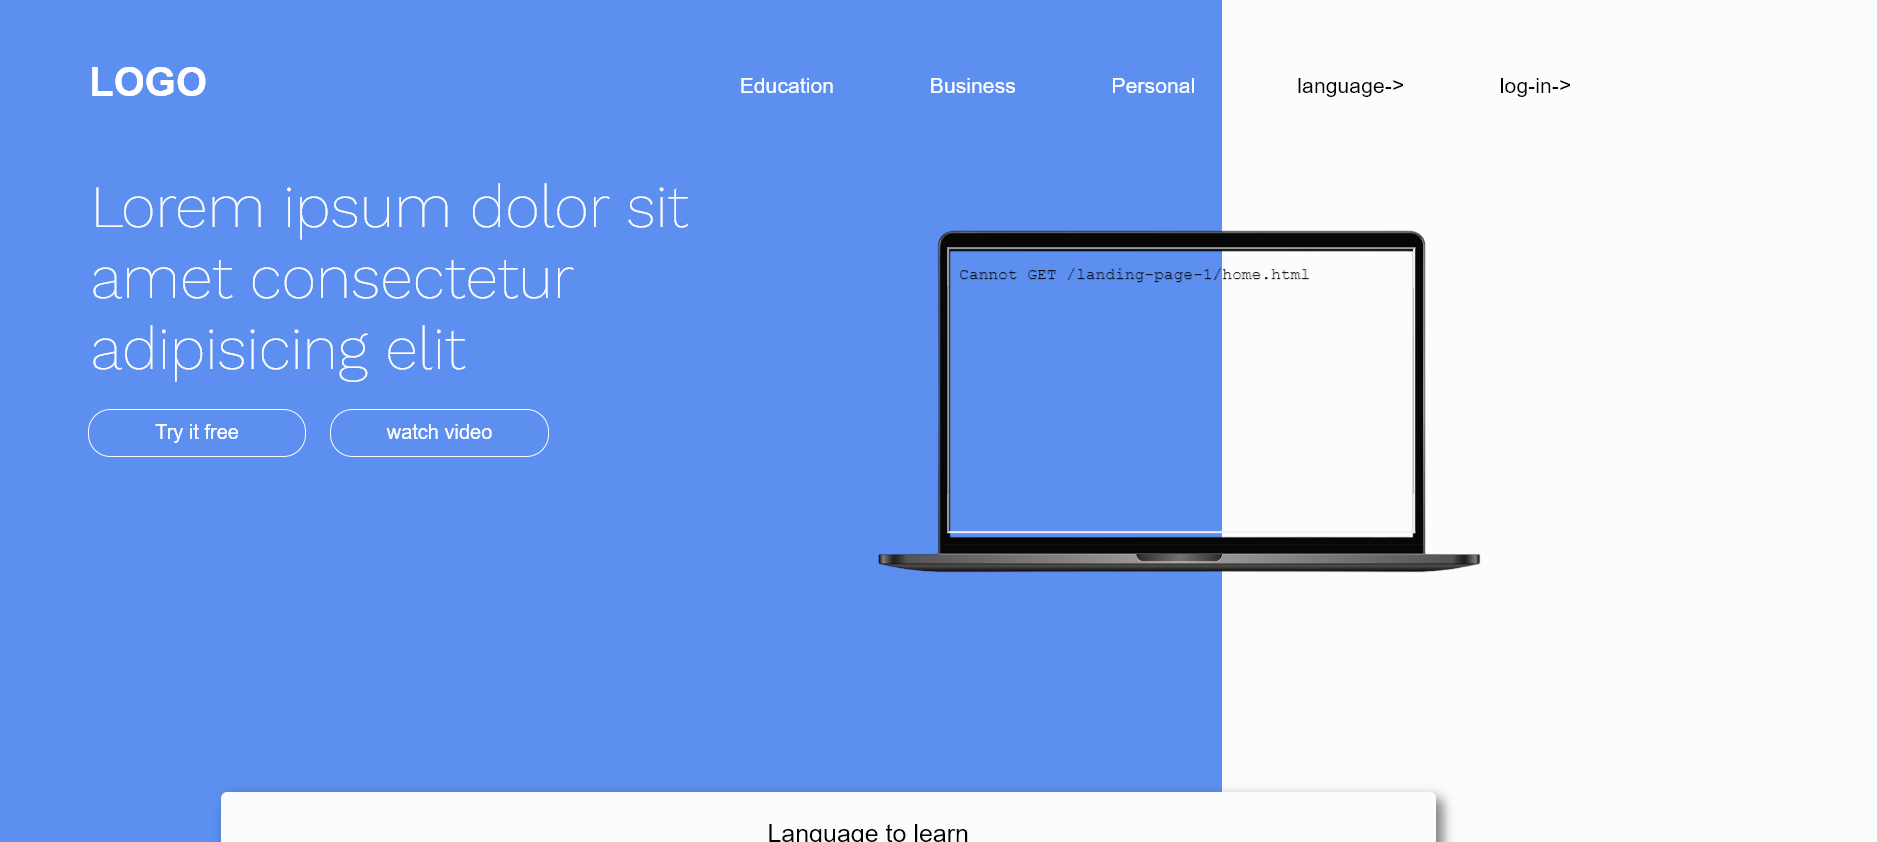 LOGO
Education
Business
Personal
language->
log-in->
Lorem ipsum dolor sit
amet consectetur
adipisicing elit
Try it free
watch video
Cannot GET /landing-page-1/home.html
Language to learn